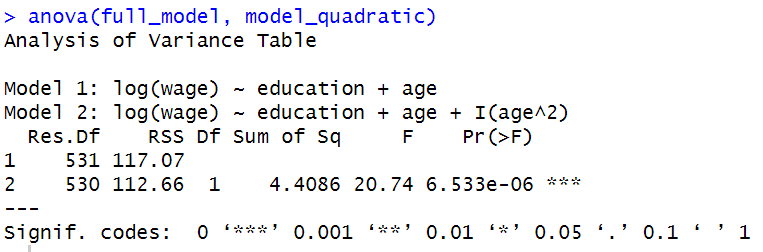 > anova(full_model, model_quadratic)
Analysis of Variance Table

Model 1: log(wage) ~ education + age
Model 2: log(wage) ~ education + age + I(age^2)
  Res.Df    RSS Df Sum of Sq     F    Pr(>F)    
1    531 117.07                                 
2    530 112.66  1    4.4086 20.74 6.533e-06 ***
---
Signif. codes:  0 ‘***’ 0.001 ‘**’ 0.01 ‘*’ 0.05 ‘.’ 0.1 ‘ ’ 1